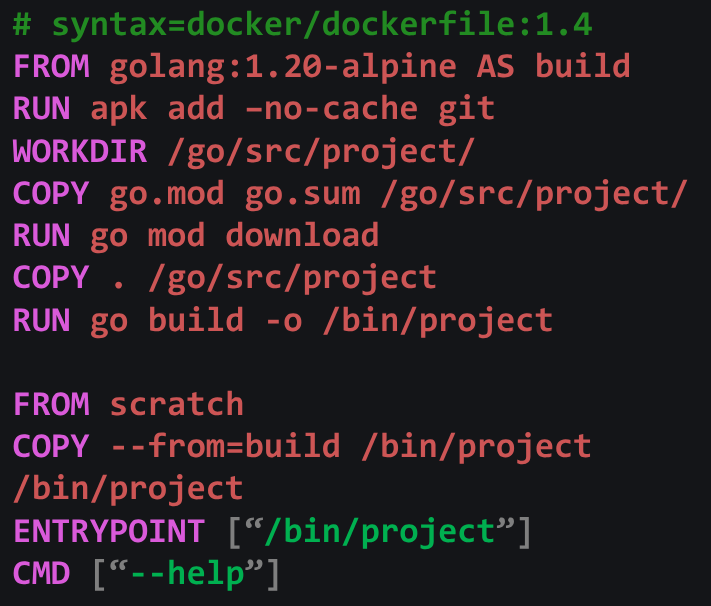 # syntax=docker/dockerfile:1.4
FROM golang:1.20-alpine AS build
RUN apk add –no-cache git
WORKDIR /go/src/project/
COPY go.mod go.sum /go/src/project/
RUN go mod download
COPY . /go/src/project
RUN go build -o /bin/project
FROM scratch
COPY --from=build /bin/project
/bin/project
ENTRYPOINT [“/bin/project”]
CMD [“--help”]